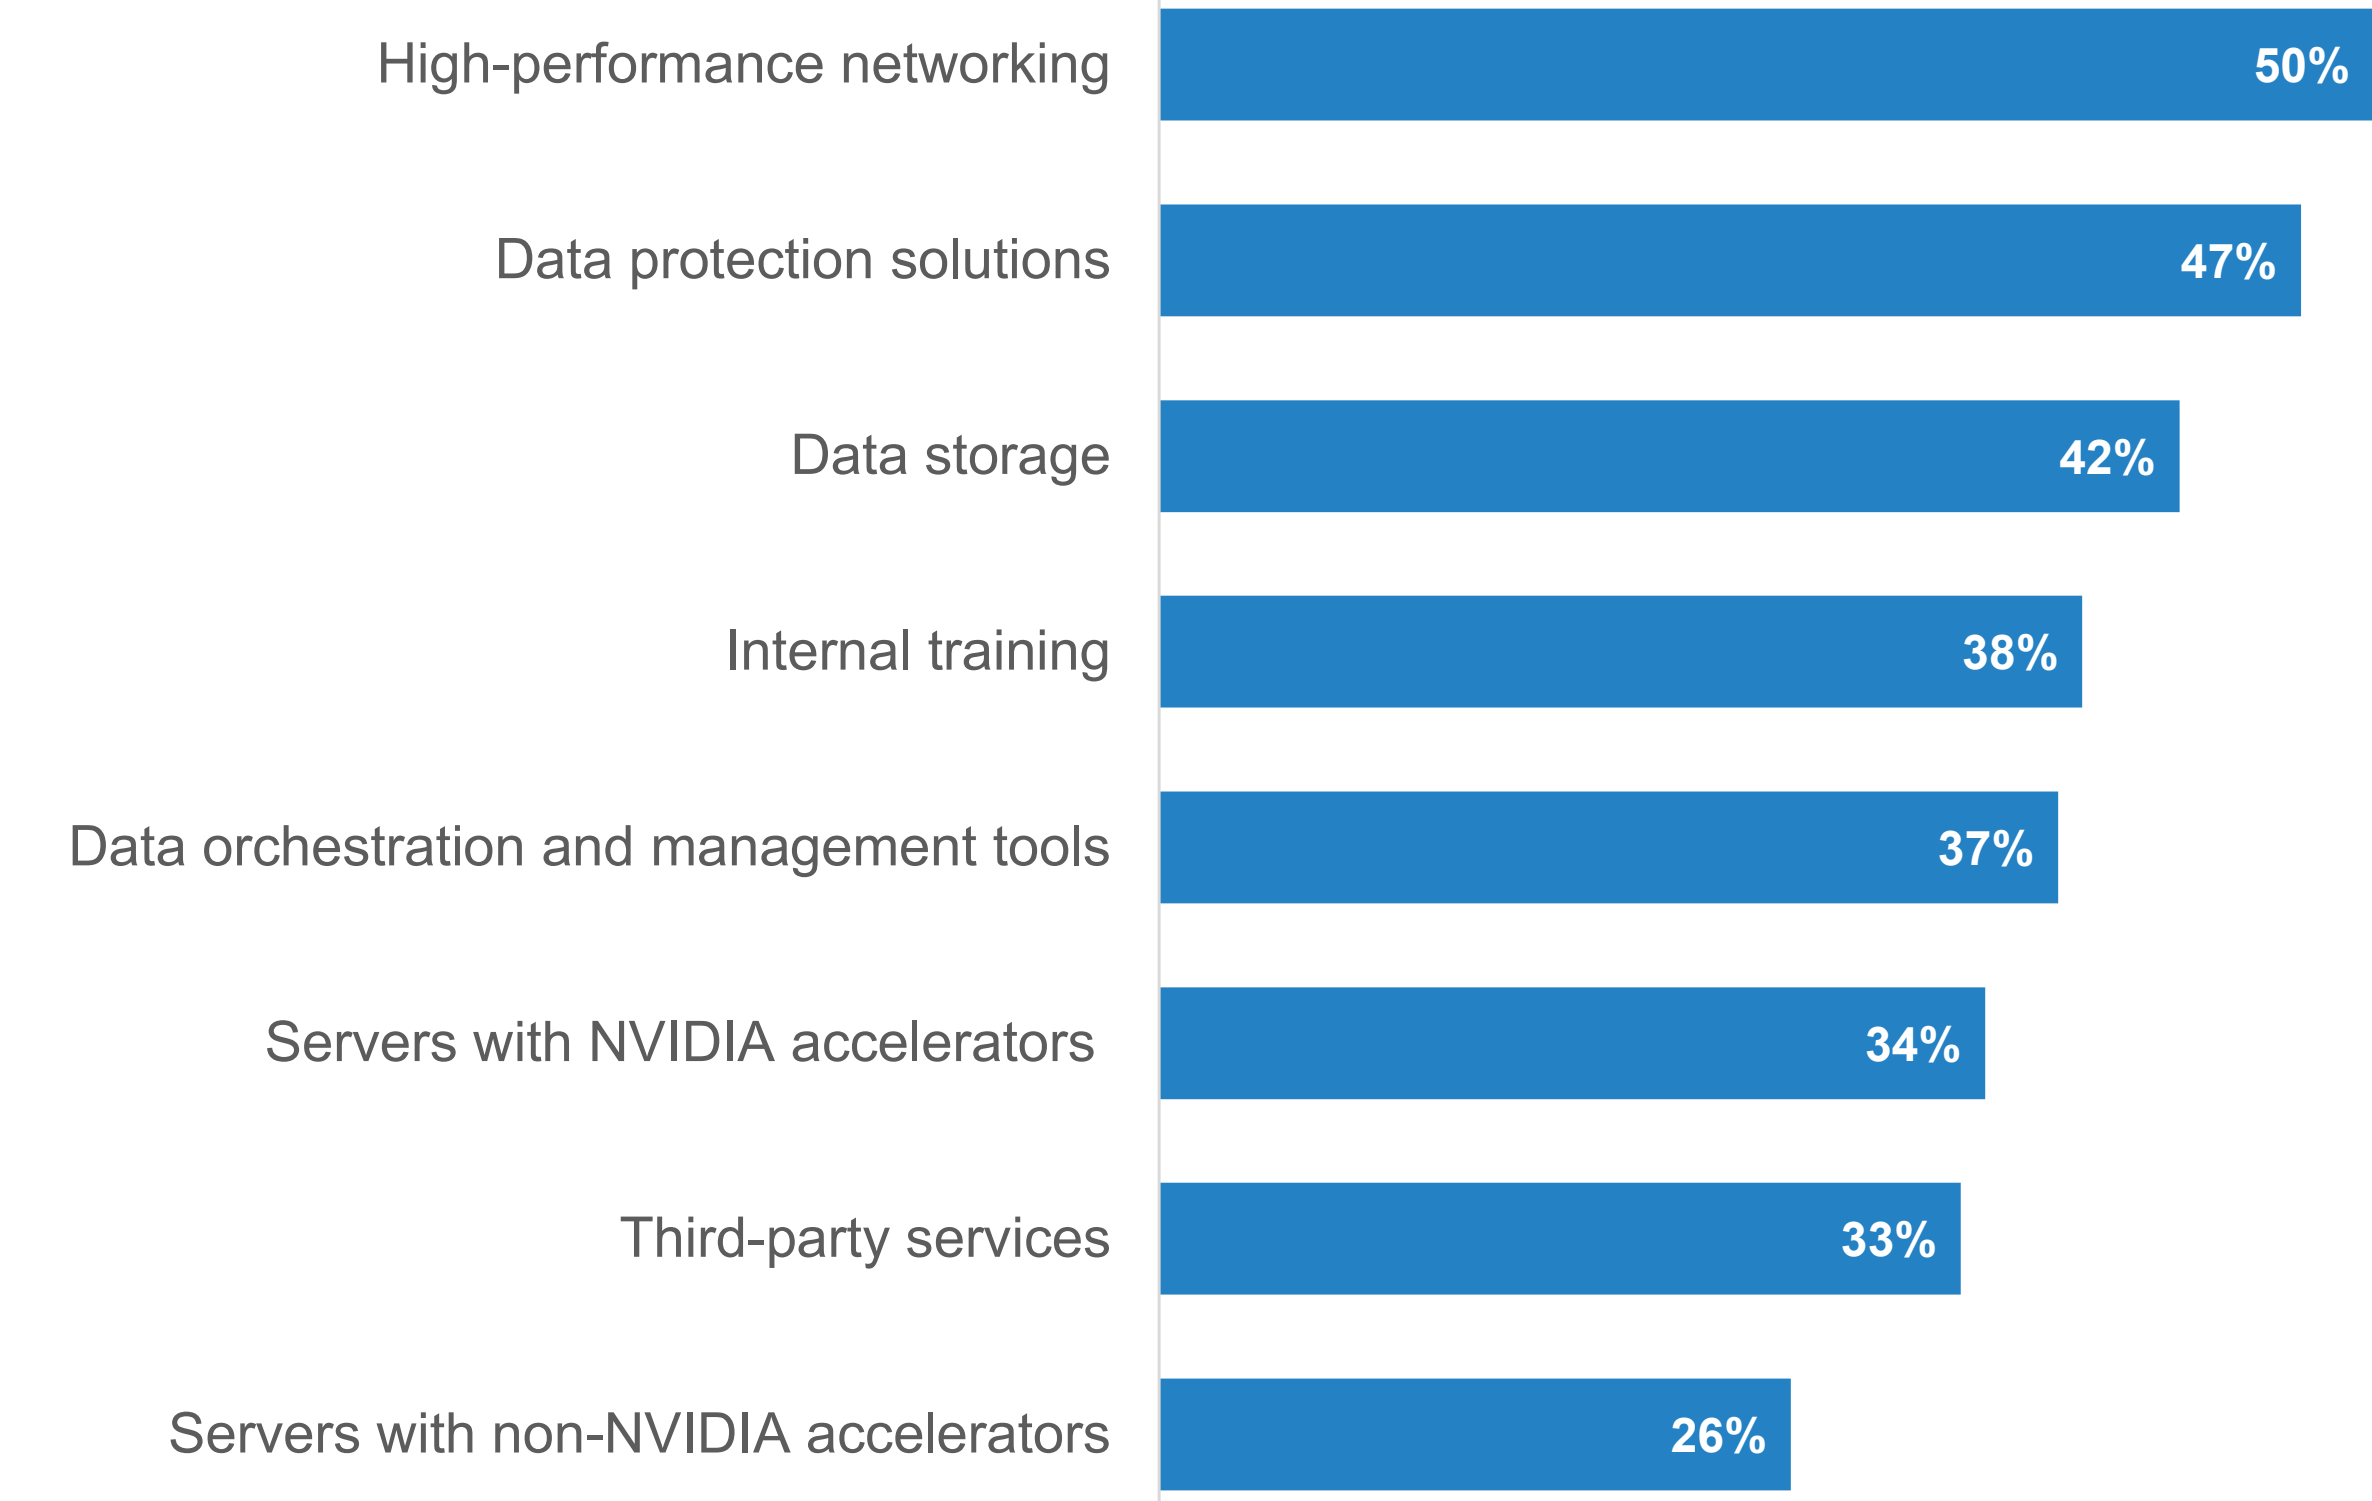 High-performance networking 50%
Data protection solutions 47%
Data storage 42%
Internal training 38%
Data orchestration and management tools 37%
Servers with NVIDIA accelerators 34%
Third-party services 33%
Servers with non-NVIDIA accelerators 26%